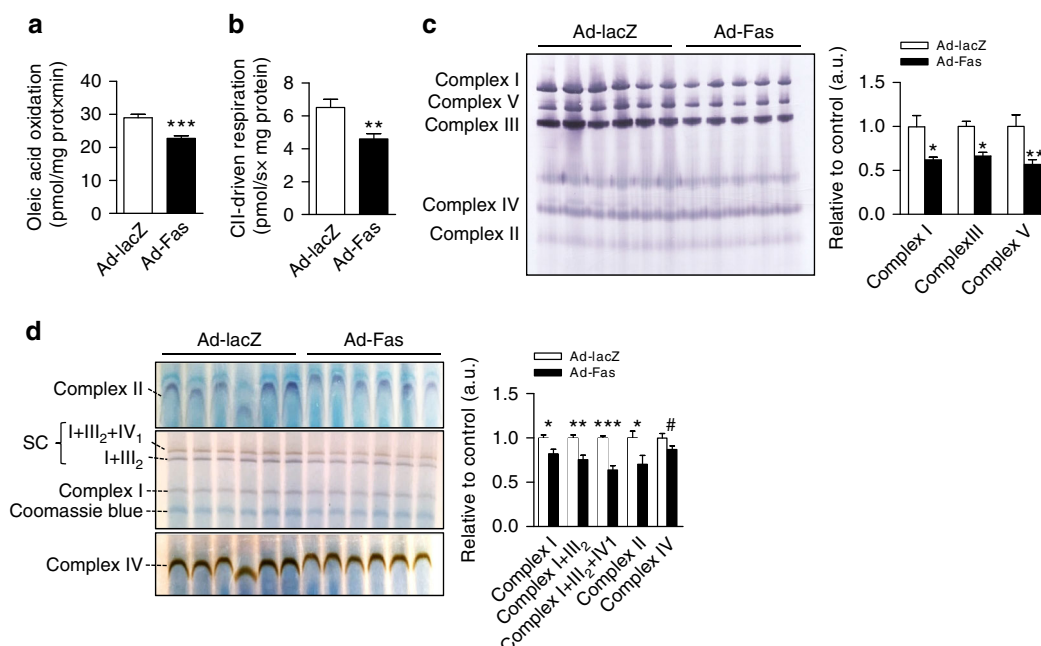 a
Oleic acid oxidation
(pmol/mg prot×min)
40
30
20
10
0
***
Ad-lacZ
Ad-Fas
b
CII-driven respiration
(pmol/s× mg protein)
8
6
4
2
0
**
Ad-lacZ
Ad-Fas
c
Ad-lacZ
Ad-Fas
Complex I
Complex V
Complex III
Complex IV
Complex II
Ad-lacZ
Ad-Fas
Relative to control (a.u.)
1.5
1.0
0.5
0.0
*
*
**
Complex I
ComplexIII
Complex V
d
Ad-lacZ
Ad-Fas
Complex II
SC
I+III2+IV1
I+III2
Complex I
Coomassie blue
Complex IV
Ad-lacZ
Ad-Fas
Relative to control (a.u.)
1.5
1.0
0.5
0.0
*
**
***
*
#
Complex I
Complex I+III2
Complex I+III2+IV1
Complex II
Complex IV